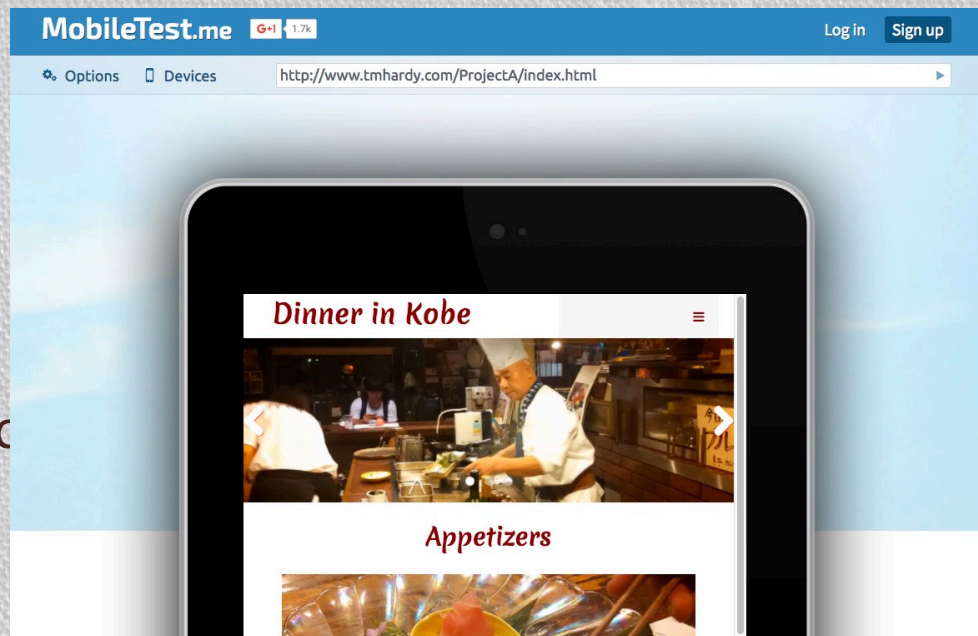 MobileTest.me G+1 1.7k Log in Sign up
Options Devices http://www.tmhardy.com/ProjectA/index.html
Dinner in Kobe
Appetizers